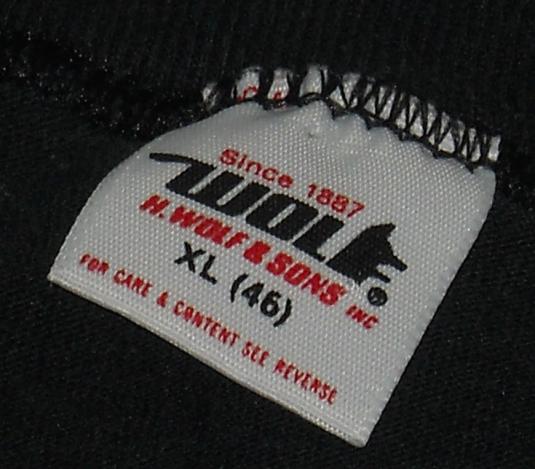 Since 1887
WOLF®
H. WOLF & SONS INC
XL (46)
FOR CARE & CONTENT SEE REVERSE